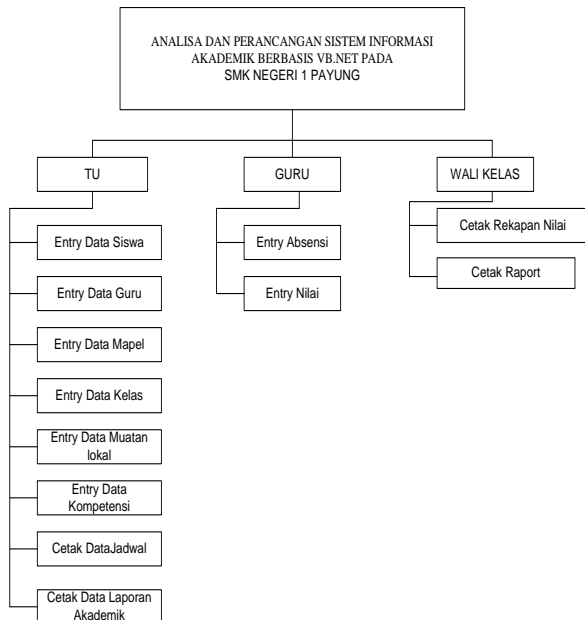 ANALISA DAN PERANCANGAN SISTEM INFORMASI
AKADEMIK BERBASIS VB.NET PADA
SMK NEGERI 1 PAYUNG
TU
GURU
WALI KELAS
Entry Data Siswa
Entry Data Guru
Entry Data Mapel
Entry Data Kelas
Entry Data Muatan
lokal
Entry Data
Kompetensi
Cetak DataJadwal
Cetak Data Laporan
Akademik
Entry Absensi
Entry Nilai
Cetak Rekapan Nilai
Cetak Raport